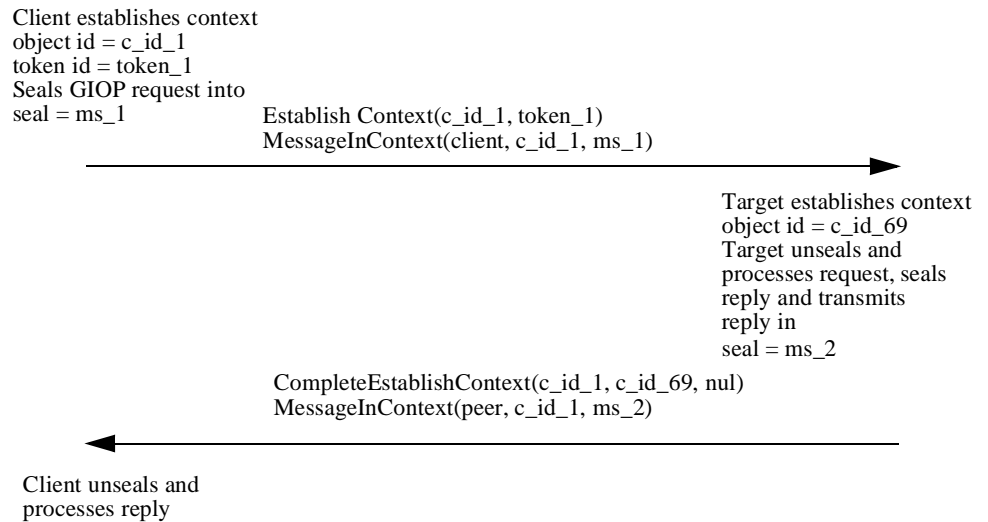 Client establishes context
object id = c_id_1
token id = token_1
Seals GIOP request into
seal = ms_1
Establish Context(c_id_1, token_1)
MessageInContext(client, c_id_1, ms_1)
Target establishes context
object id = c_id_69
Target unseals and
processes request, seals
reply and transmits
reply in
seal = ms_2
CompleteEstablishContext(c_id_1, c_id_69, nul)
MessageInContext(peer, c_id_1, ms_2)
Client unseals and
processes reply